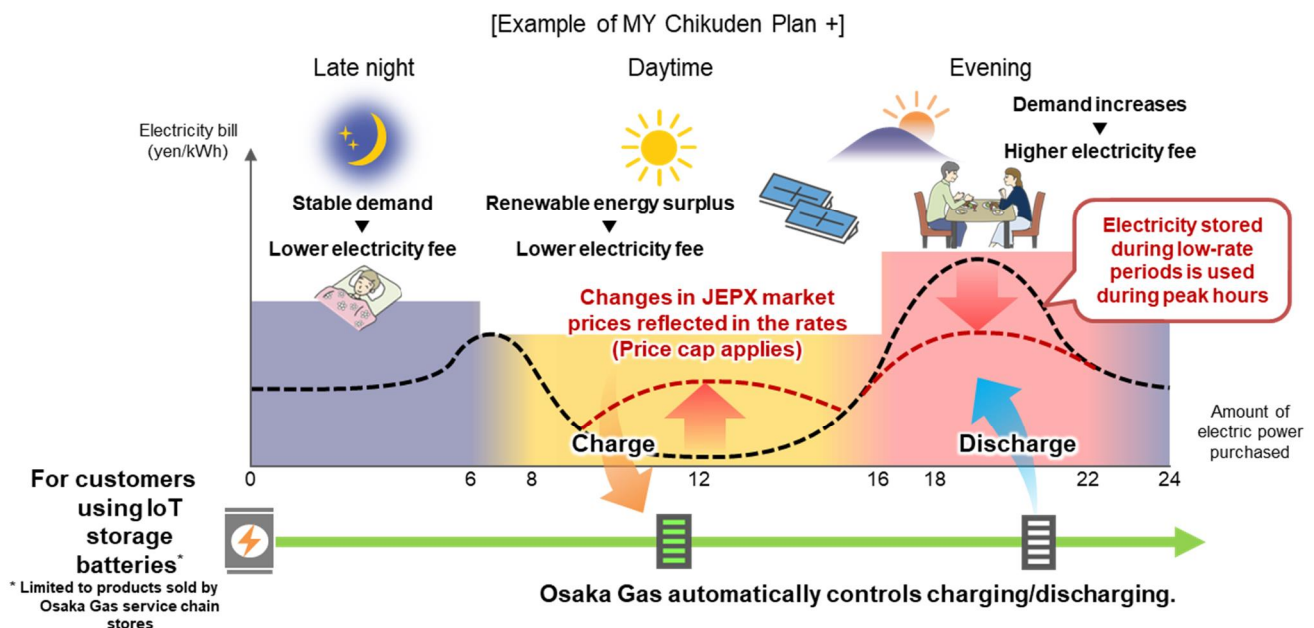 [Example of MY Chikuden Plan +]
Late night
Daytime
Evening
Electricity bill
(yen/kWh)
Stable demand
▼
Lower electricity fee
Renewable energy surplus
▼
Lower electricity fee
Demand increases
▼
Higher electricity fee
Electricity stored
during low-rate
periods is used
during peak hours
Changes in JEPX market
prices reflected in the rates
(Price cap applies)
Charge
Discharge
Amount of
electric power
purchased
0 6 8 12 16 18 22 24
For customers
using IoT
storage
batteries*
* Limited to products sold by
Osaka Gas service chain
stores
Osaka Gas automatically controls charging/discharging.